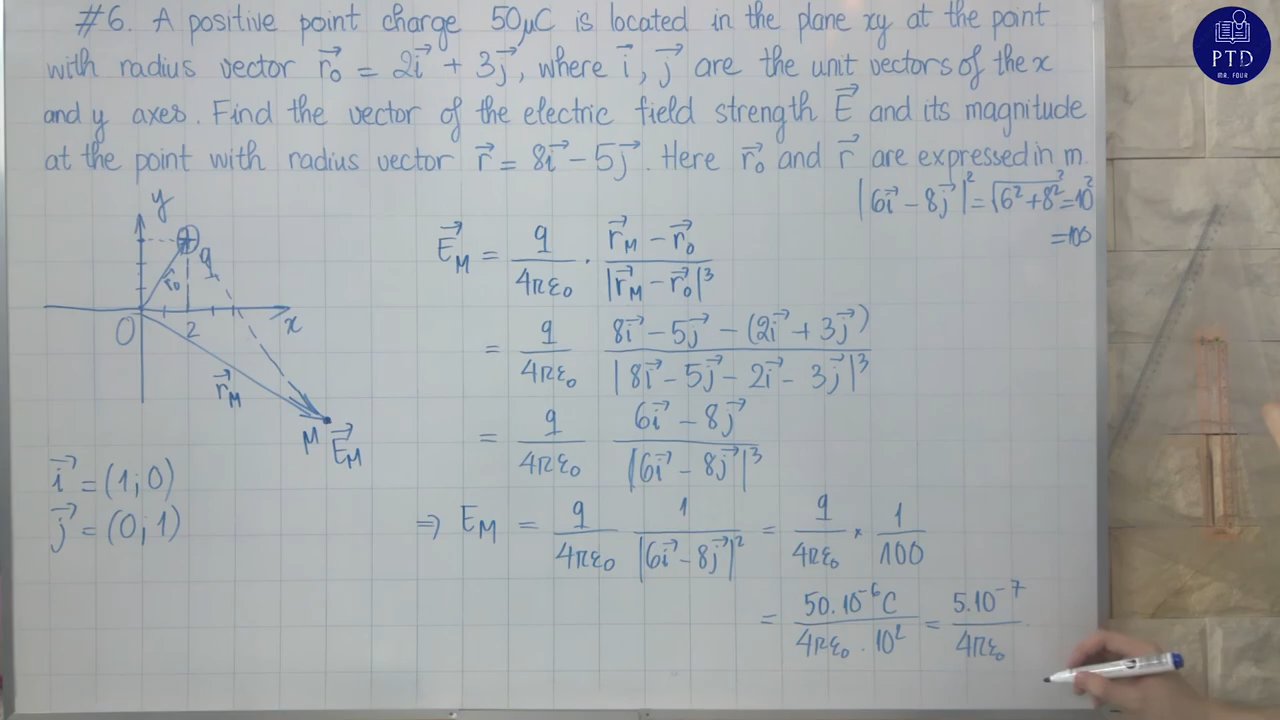 #6. A positive point charge 50μC is located in the plane xy at the point
with radius vector r⃗₀ = 2i⃗ + 3j⃗, where i⃗, j⃗ are the unit vectors of the x
and y axes. Find the vector of the electric field strength E⃗ and its magnitude
at the point with radius vector r⃗ = 8i⃗ - 5j⃗. Here r⃗₀ and r⃗ are expressed in m.
|6i⃗ - 8j⃗|² = √(6² + 8²)² = 10²
= 100
y
q
r⃗₀
O 2 x
r⃗M
M E⃗M
i⃗ = (1; 0)
j⃗ = (0; 1)
E⃗M = q/(4πε₀) · (r⃗M - r⃗₀)/|r⃗M - r⃗₀|³
= q/(4πε₀) (8i⃗ - 5j⃗ - (2i⃗ + 3j⃗))/|8i⃗ - 5j⃗ - 2i⃗ - 3j⃗|³
= q/(4πε₀) (6i⃗ - 8j⃗)/|6i⃗ - 8j⃗|³
⇒ EM = q/(4πε₀) 1/|6i⃗ - 8j⃗|² = q/(4πε₀) × 1/100
= (50.10⁻⁶C)/(4πε₀ . 10²) = (5.10⁻⁷)/(4πε₀)
PTD
MR. FOUR